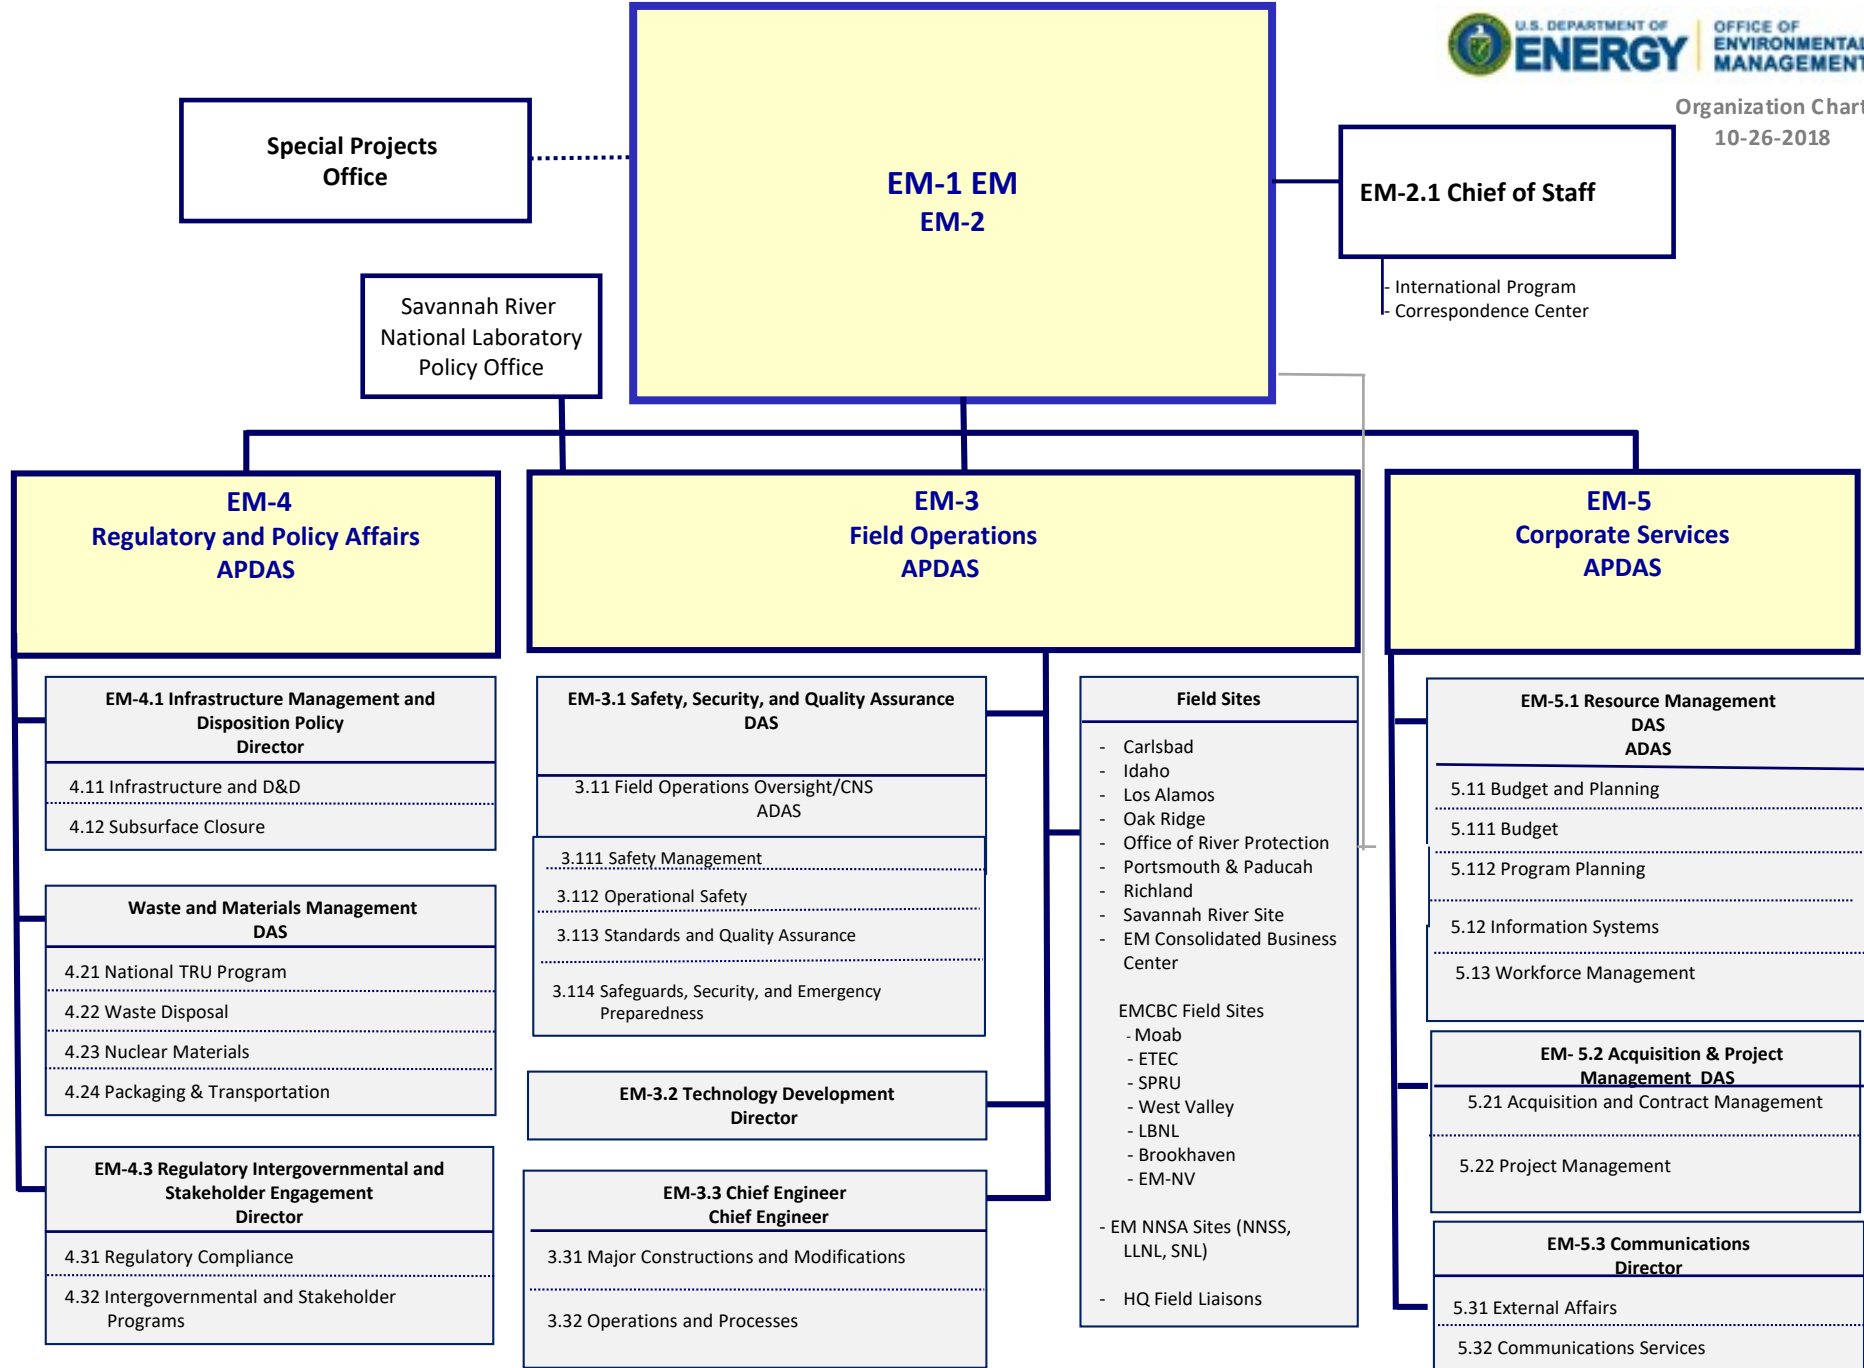 U.S. DEPARTMENT OF
ENERGY
OFFICE OF
ENVIRONMENTAL
MANAGEMENT
Organization Chart
10-26-2018
Special Projects
Office
EM-1 EM
EM-2
EM-2.1 Chief of Staff
- International Program
- Correspondence Center
Savannah River
National Laboratory
Policy Office
EM-4
Regulatory and Policy Affairs
APDAS
EM-3
Field Operations
APDAS
EM-5
Corporate Services
APDAS
EM-4.1 Infrastructure Management and
Disposition Policy
Director
4.11 Infrastructure and D&D
4.12 Subsurface Closure
Waste and Materials Management
DAS
4.21 National TRU Program
4.22 Waste Disposal
4.23 Nuclear Materials
4.24 Packaging & Transportation
EM-4.3 Regulatory Intergovernmental and
Stakeholder Engagement
Director
4.31 Regulatory Compliance
4.32 Intergovernmental and Stakeholder
Programs
EM-3.1 Safety, Security, and Quality Assurance
DAS
3.11 Field Operations Oversight/CNS
ADAS
3.111 Safety Management
3.112 Operational Safety
3.113 Standards and Quality Assurance
3.114 Safeguards, Security, and Emergency
Preparedness
EM-3.2 Technology Development
Director
EM-3.3 Chief Engineer
Chief Engineer
3.31 Major Constructions and Modifications
3.32 Operations and Processes
Field Sites
- Carlsbad
- Idaho
- Los Alamos
- Oak Ridge
- Office of River Protection
- Portsmouth & Paducah
- Richland
- Savannah River Site
- EM Consolidated Business
Center
EMCBC Field Sites
- Moab
- ETEC
- SPRU
- West Valley
- LBNL
- Brookhaven
- EM-NV
- EM NNSA Sites (NNSS,
LLNL, SNL)
- HQ Field Liaisons
EM-5.1 Resource Management
DAS
ADAS
5.11 Budget and Planning
5.111 Budget
5.112 Program Planning
5.12 Information Systems
5.13 Workforce Management
EM- 5.2 Acquisition & Project
Management DAS
5.21 Acquisition and Contract Management
5.22 Project Management
EM-5.3 Communications
Director
5.31 External Affairs
5.32 Communications Services